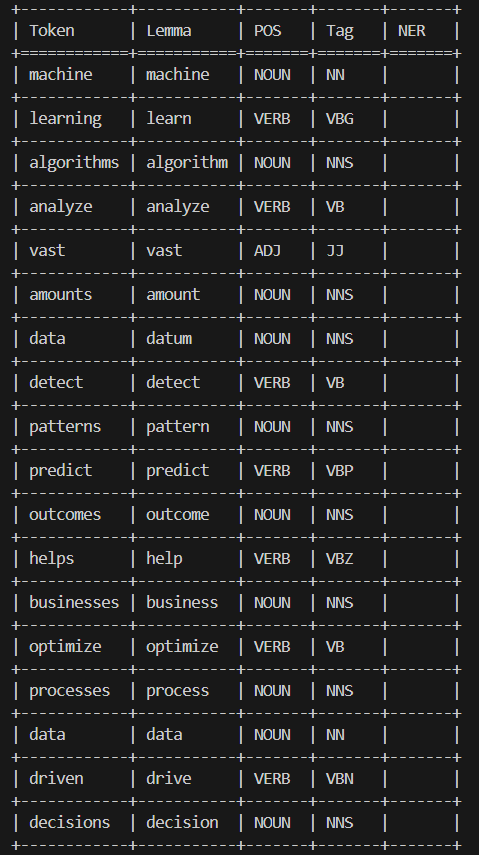 +------------+-----------+-------+-------+-------+
| Token      | Lemma     | POS   | Tag   | NER   |
+============+===========+=======+=======+=======+
| machine    | machine   | NOUN  | NN    |       |
+------------+-----------+-------+-------+-------+
| learning   | learn     | VERB  | VBG   |       |
+------------+-----------+-------+-------+-------+
| algorithms | algorithm | NOUN  | NNS   |       |
+------------+-----------+-------+-------+-------+
| analyze    | analyze   | VERB  | VB    |       |
+------------+-----------+-------+-------+-------+
| vast       | vast      | ADJ   | JJ    |       |
+------------+-----------+-------+-------+-------+
| amounts    | amount    | NOUN  | NNS   |       |
+------------+-----------+-------+-------+-------+
| data       | datum     | NOUN  | NNS   |       |
+------------+-----------+-------+-------+-------+
| detect     | detect    | VERB  | VB    |       |
+------------+-----------+-------+-------+-------+
| patterns   | pattern   | NOUN  | NNS   |       |
+------------+-----------+-------+-------+-------+
| predict    | predict   | VERB  | VBP   |       |
+------------+-----------+-------+-------+-------+
| outcomes   | outcome   | NOUN  | NNS   |       |
+------------+-----------+-------+-------+-------+
| helps      | help      | VERB  | VBZ   |       |
+------------+-----------+-------+-------+-------+
| businesses | business  | NOUN  | NNS   |       |
+------------+-----------+-------+-------+-------+
| optimize   | optimize  | VERB  | VB    |       |
+------------+-----------+-------+-------+-------+
| processes  | process   | NOUN  | NNS   |       |
+------------+-----------+-------+-------+-------+
| data       | data      | NOUN  | NN    |       |
+------------+-----------+-------+-------+-------+
| driven     | drive     | VERB  | VBN   |       |
+------------+-----------+-------+-------+-------+
| decisions  | decision  | NOUN  | NNS   |       |
+------------+-----------+-------+-------+-------+